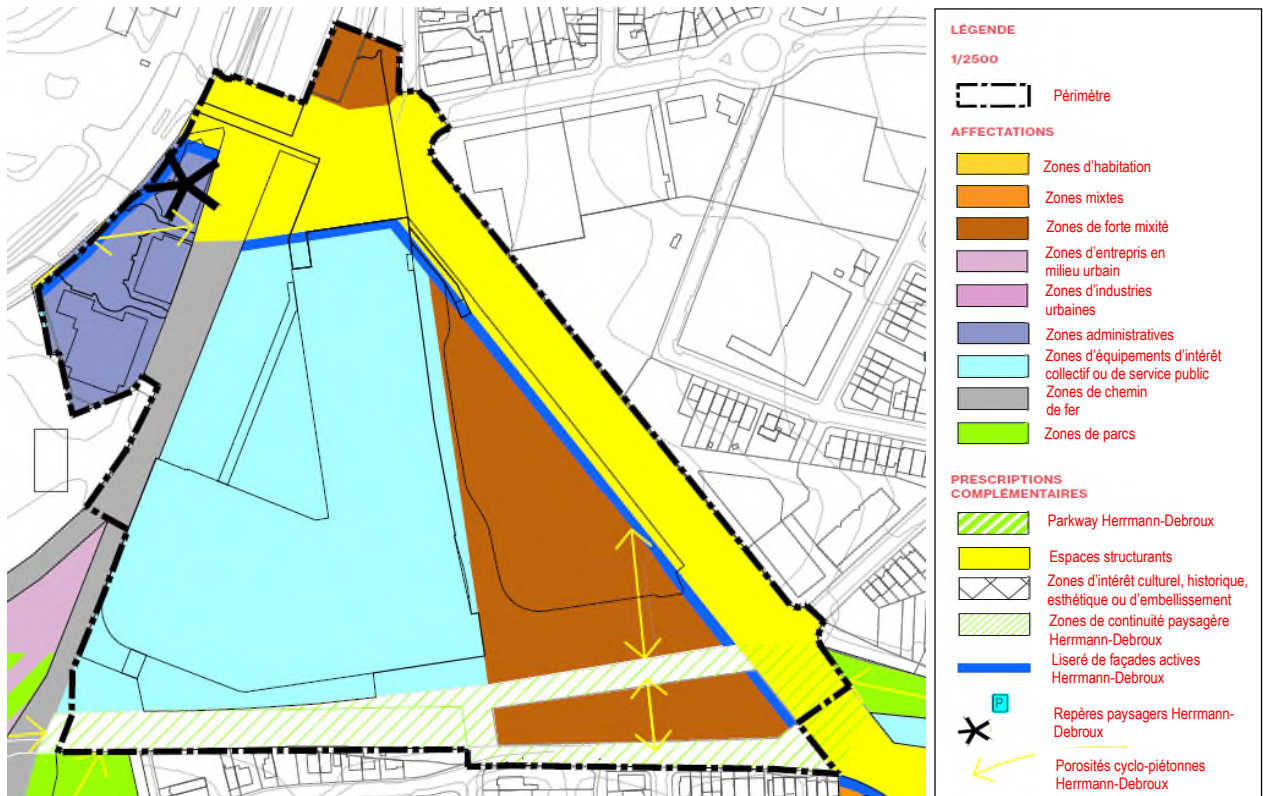 LÉGENDE
1/2500
Périmètre
AFFECTATIONS
Zones d'habitation
Zones mixtes
Zones de forte mixité
Zones d'entrepris en
milieu urbain
Zones d'industries
urbaines
Zones administratives
Zones d'équipements d'intérêt
collectif ou de service public
Zones de chemin
de fer
Zones de parcs
PRESCRIPTIONS
COMPLÉMENTAIRES
Parkway Herrmann-Debroux
Espaces structurants
Zones d'intérêt culturel, historique,
esthétique ou d'embellissement
Zones de continuité paysagère
Herrmann-Debroux
Liseré de façades actives
Herrmann-Debroux
P
Repères paysagers Herrmann-
Debroux
Porosités cyclo-piétonnes
Herrmann-Debroux